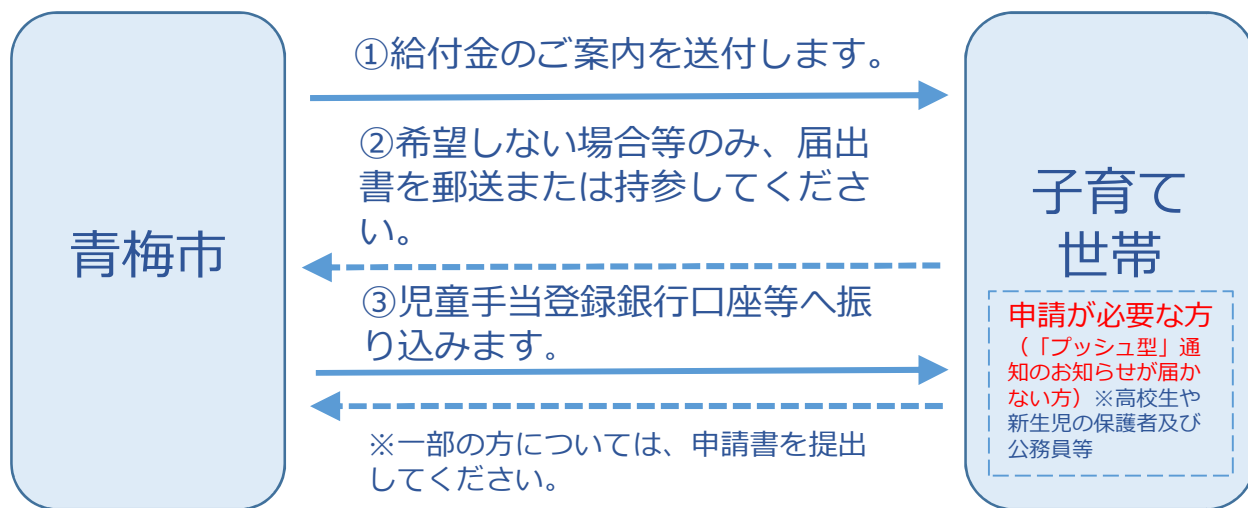 青梅市
①給付金のご案内を送付します。
②希望しない場合等のみ、届出
書を郵送または持参してくださ
い。
③児童手当登録銀行口座等へ振
り込みます。
※一部の方については、申請書を提出
してください。
子育て
世帯
申請が必要な方
（「プッシュ型」通
知のお知らせが届か
ない方）※高校生や
新生児の保護者及び
公務員等